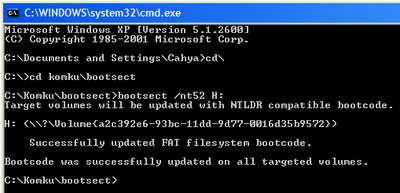 C:\WINDOWS\system32\cmd.exe
Microsoft Windows XP [Version 5.1.2600]
(C) Copyright 1985-2001 Microsoft Corp.
C:\Documents and Settings\Cahya>cd\
C:\>cd komku\bootsect
C:\Komku\bootsect>bootsect /nt52 H:
Target volumes will be updated with NTLDR compatible bootcode.
H: (\\?\Volume{a2c392e6-93bc-11dd-9d77-0016d35b9572})
Successfully updated FAT filesystem bootcode.
Bootcode was successfully updated on all targeted volumes.
C:\Komku\bootsect>